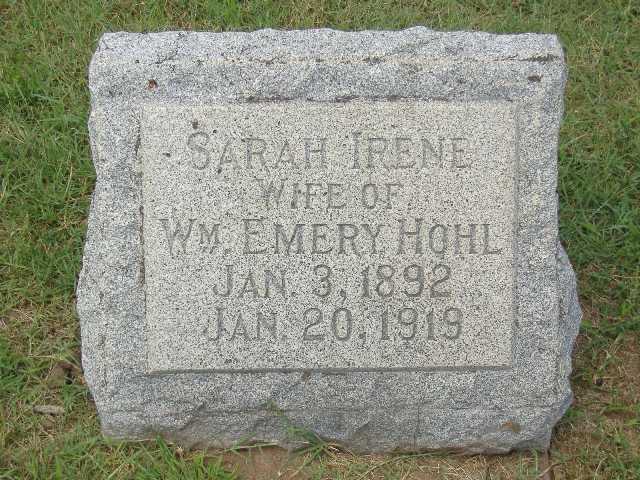 SARAH IRENE
WIFE OF
WM. EMERY HOHL
JAN. 3, 1892
JAN. 20, 1919